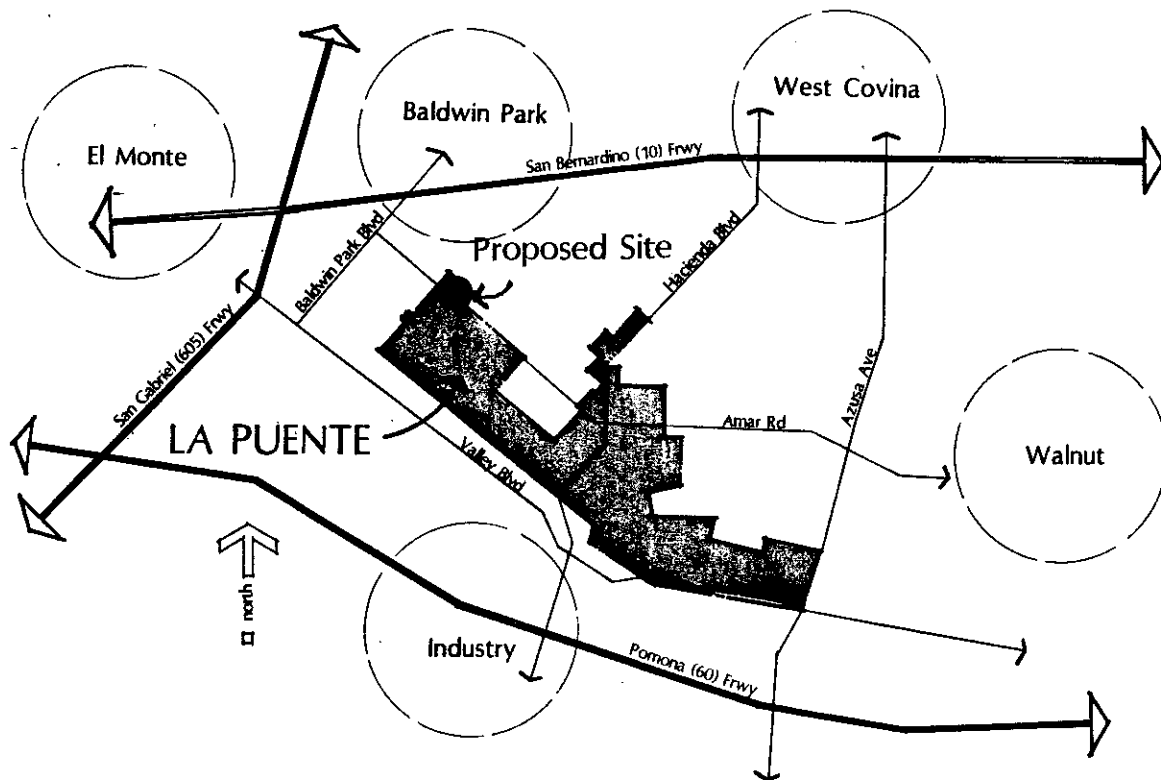 West Covina
Baldwin Park
El Monte
San Bernardino (10) Frwy
Proposed Site
Baldwin Park Blvd
Hacienda Blvd
San Gabriel (605) Frwy
Azusa Ave
LA PUENTE
Amar Rd
Walnut
Valley Blvd
north
Industry
Pomona (60) Frwy